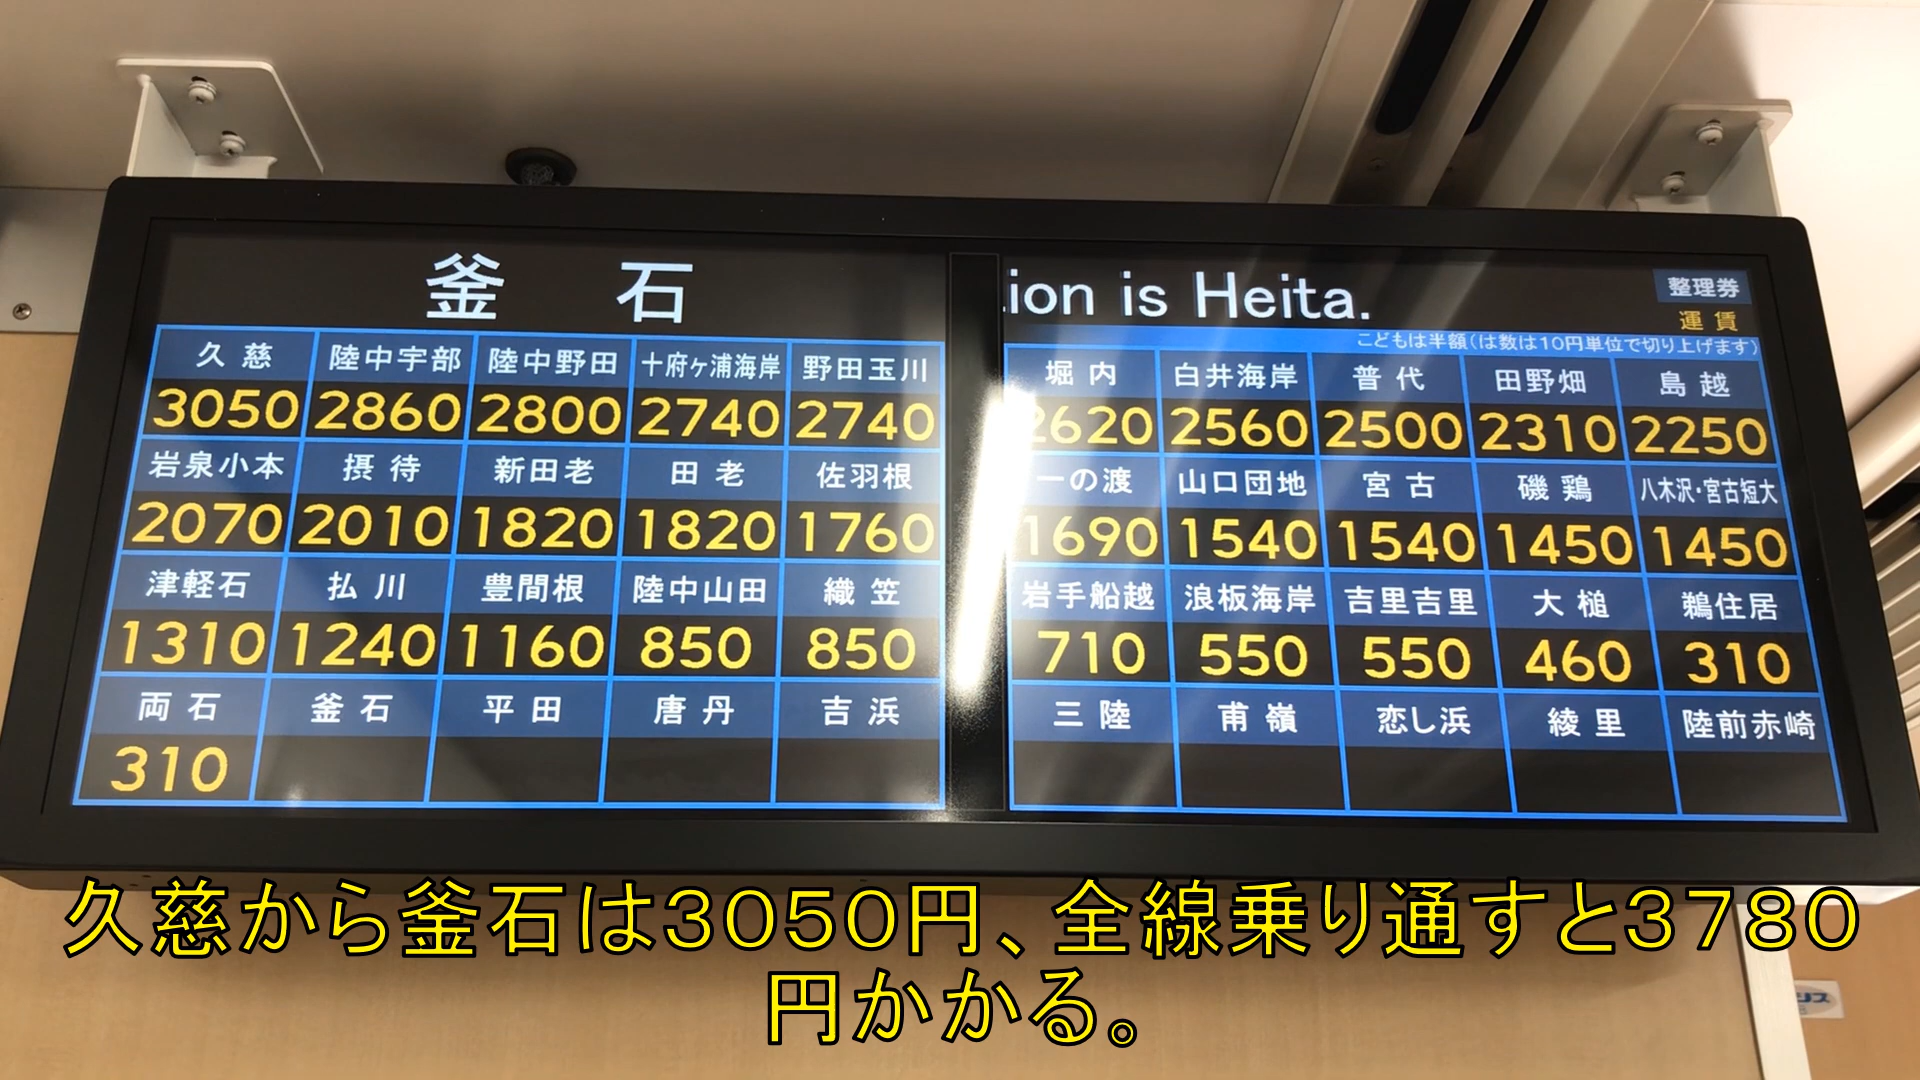 釜石
ion is Heita.
整理券
運賃
こどもは半額(は数は10円単位で切り上げます)
久慈 陸中宇部 陸中野田 十府ヶ浦海岸 野田玉川 堀内 白井海岸 普代 田野畑 島越
3050 2860 2800 2740 2740 2620 2560 2500 2310 2250
岩泉小本 摂待 新田老 田老 佐羽根 一の渡 山口団地 宮古 磯鶏 八木沢・宮古短大
2070 2010 1820 1820 1760 1690 1540 1540 1450 1450
津軽石 払川 豊間根 陸中山田 織笠 岩手船越 浪板海岸 吉里吉里 大槌 鵜住居
1310 1240 1160 850 850 710 550 550 460 310
両石 釜石 平田 唐丹 吉浜 三陸 甫嶺 恋し浜 綾里 陸前赤崎
310
久慈から釜石は3050円、全線乗り通すと3780
円かかる。